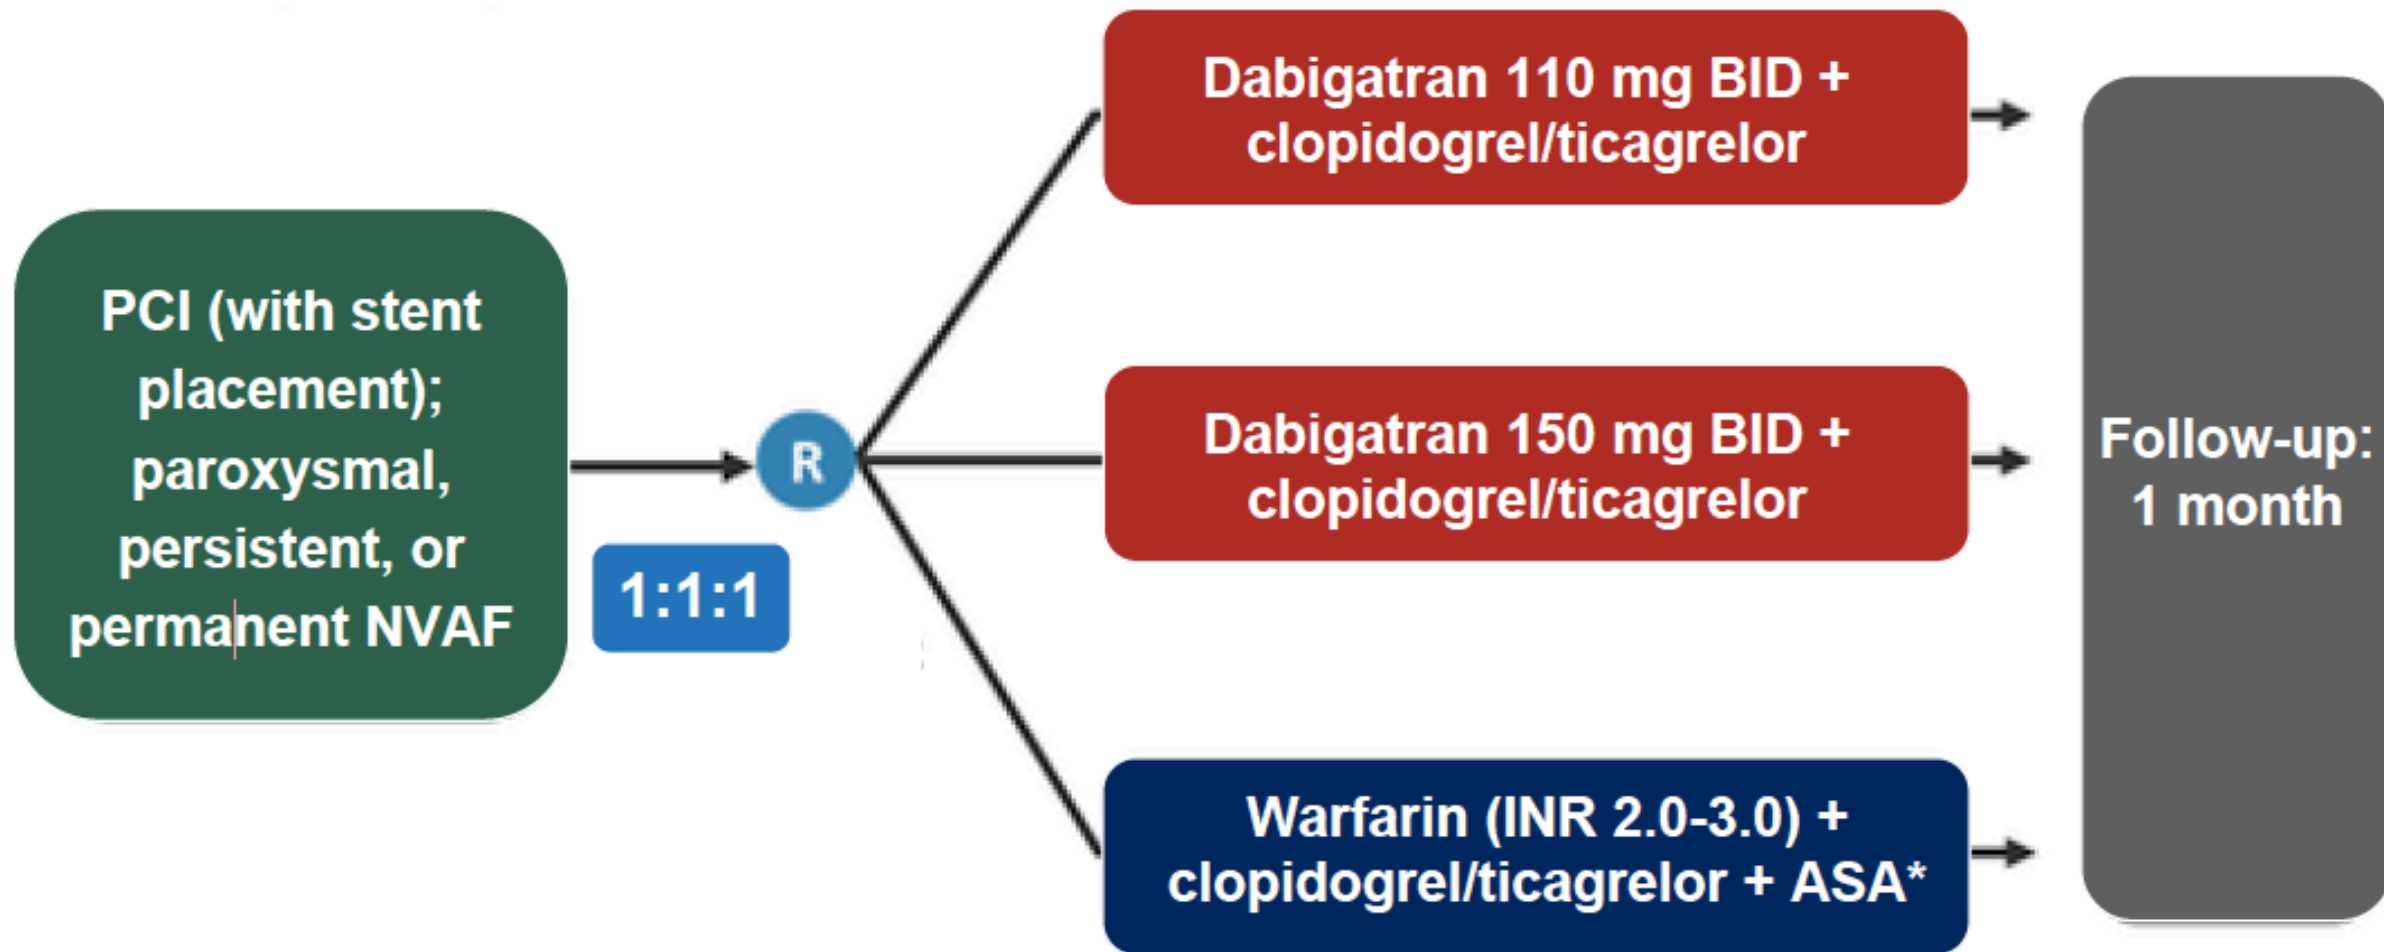 PCI (with stent
placement);
paroxysmal,
persistent, or
permanent NVAF
R
1:1:1
Dabigatran 110 mg BID +
clopidogrel/ticagrelor
Dabigatran 150 mg BID +
clopidogrel/ticagrelor
Warfarin (INR 2.0-3.0) +
clopidogrel/ticagrelor + ASA*
Follow-up:
1 month